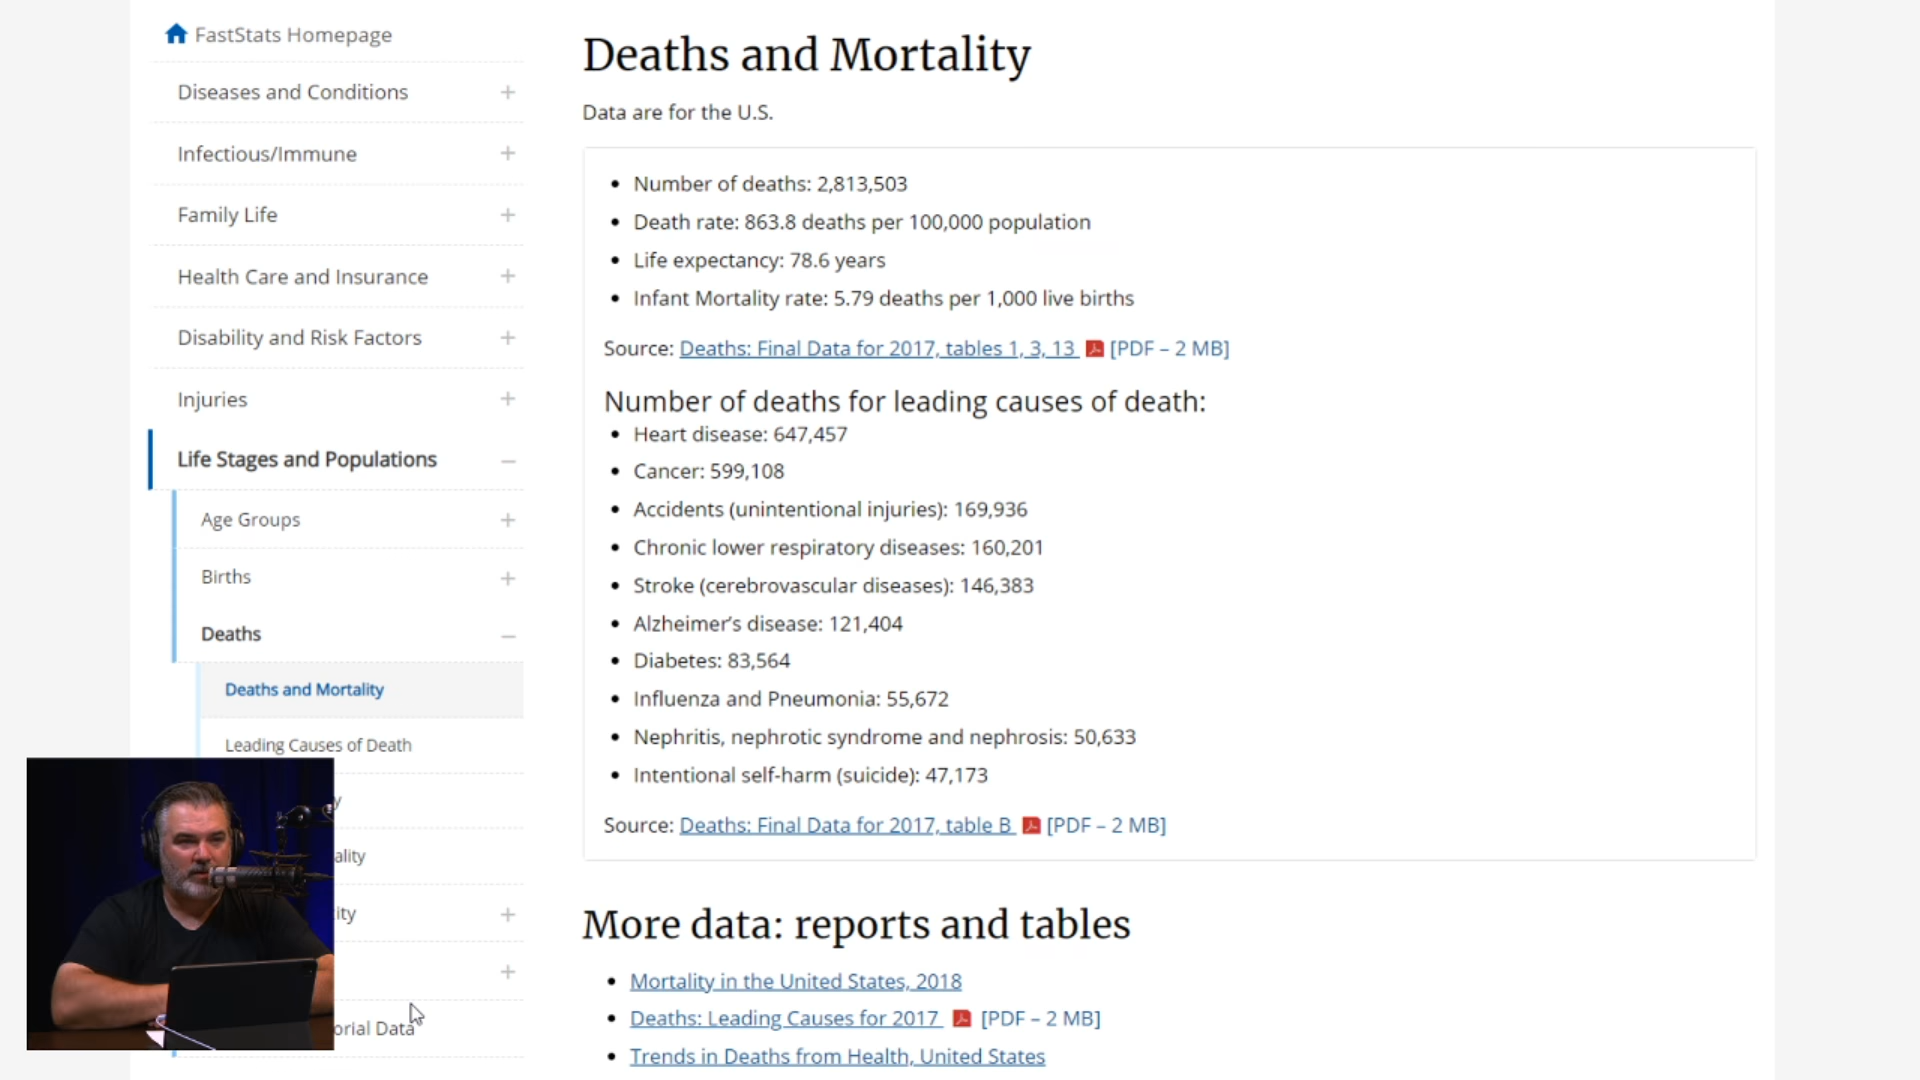 FastStats Homepage
Diseases and Conditions
Infectious/Immune
Family Life
Health Care and Insurance
Disability and Risk Factors
Injuries
Life Stages and Populations
Age Groups
Births
Deaths
Deaths and Mortality
Leading Causes of Death
y
ality
ity
orial Data
Deaths and Mortality
Data are for the U.S.
• Number of deaths: 2,813,503
• Death rate: 863.8 deaths per 100,000 population
• Life expectancy: 78.6 years
• Infant Mortality rate: 5.79 deaths per 1,000 live births
Source: Deaths: Final Data for 2017, tables 1, 3, 13 [PDF – 2 MB]
Number of deaths for leading causes of death:
• Heart disease: 647,457
• Cancer: 599,108
• Accidents (unintentional injuries): 169,936
• Chronic lower respiratory diseases: 160,201
• Stroke (cerebrovascular diseases): 146,383
• Alzheimer’s disease: 121,404
• Diabetes: 83,564
• Influenza and Pneumonia: 55,672
• Nephritis, nephrotic syndrome and nephrosis: 50,633
• Intentional self-harm (suicide): 47,173
Source: Deaths: Final Data for 2017, table B [PDF – 2 MB]
More data: reports and tables
• Mortality in the United States, 2018
• Deaths: Leading Causes for 2017 [PDF – 2 MB]
• Trends in Deaths from Health, United States